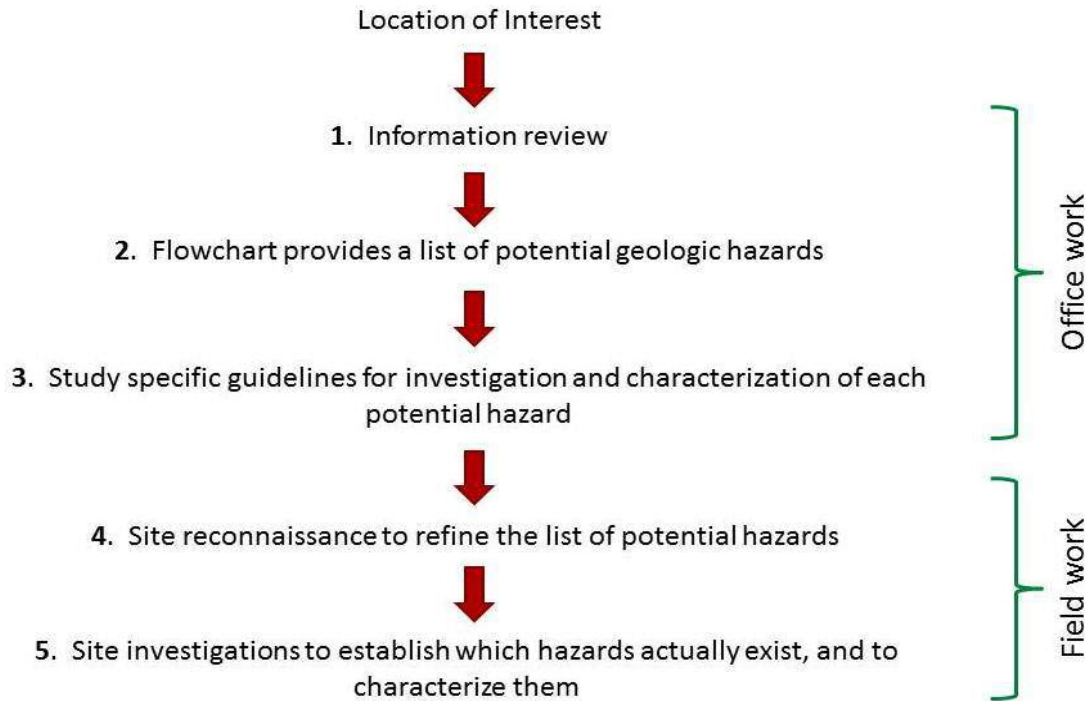 Location of Interest
1. Information review
2. Flowchart provides a list of potential geologic hazards
3. Study specific guidelines for investigation and characterization of each
potential hazard
4. Site reconnaissance to refine the list of potential hazards
5. Site investigations to establish which hazards actually exist, and to
characterize them
Office work
Field work